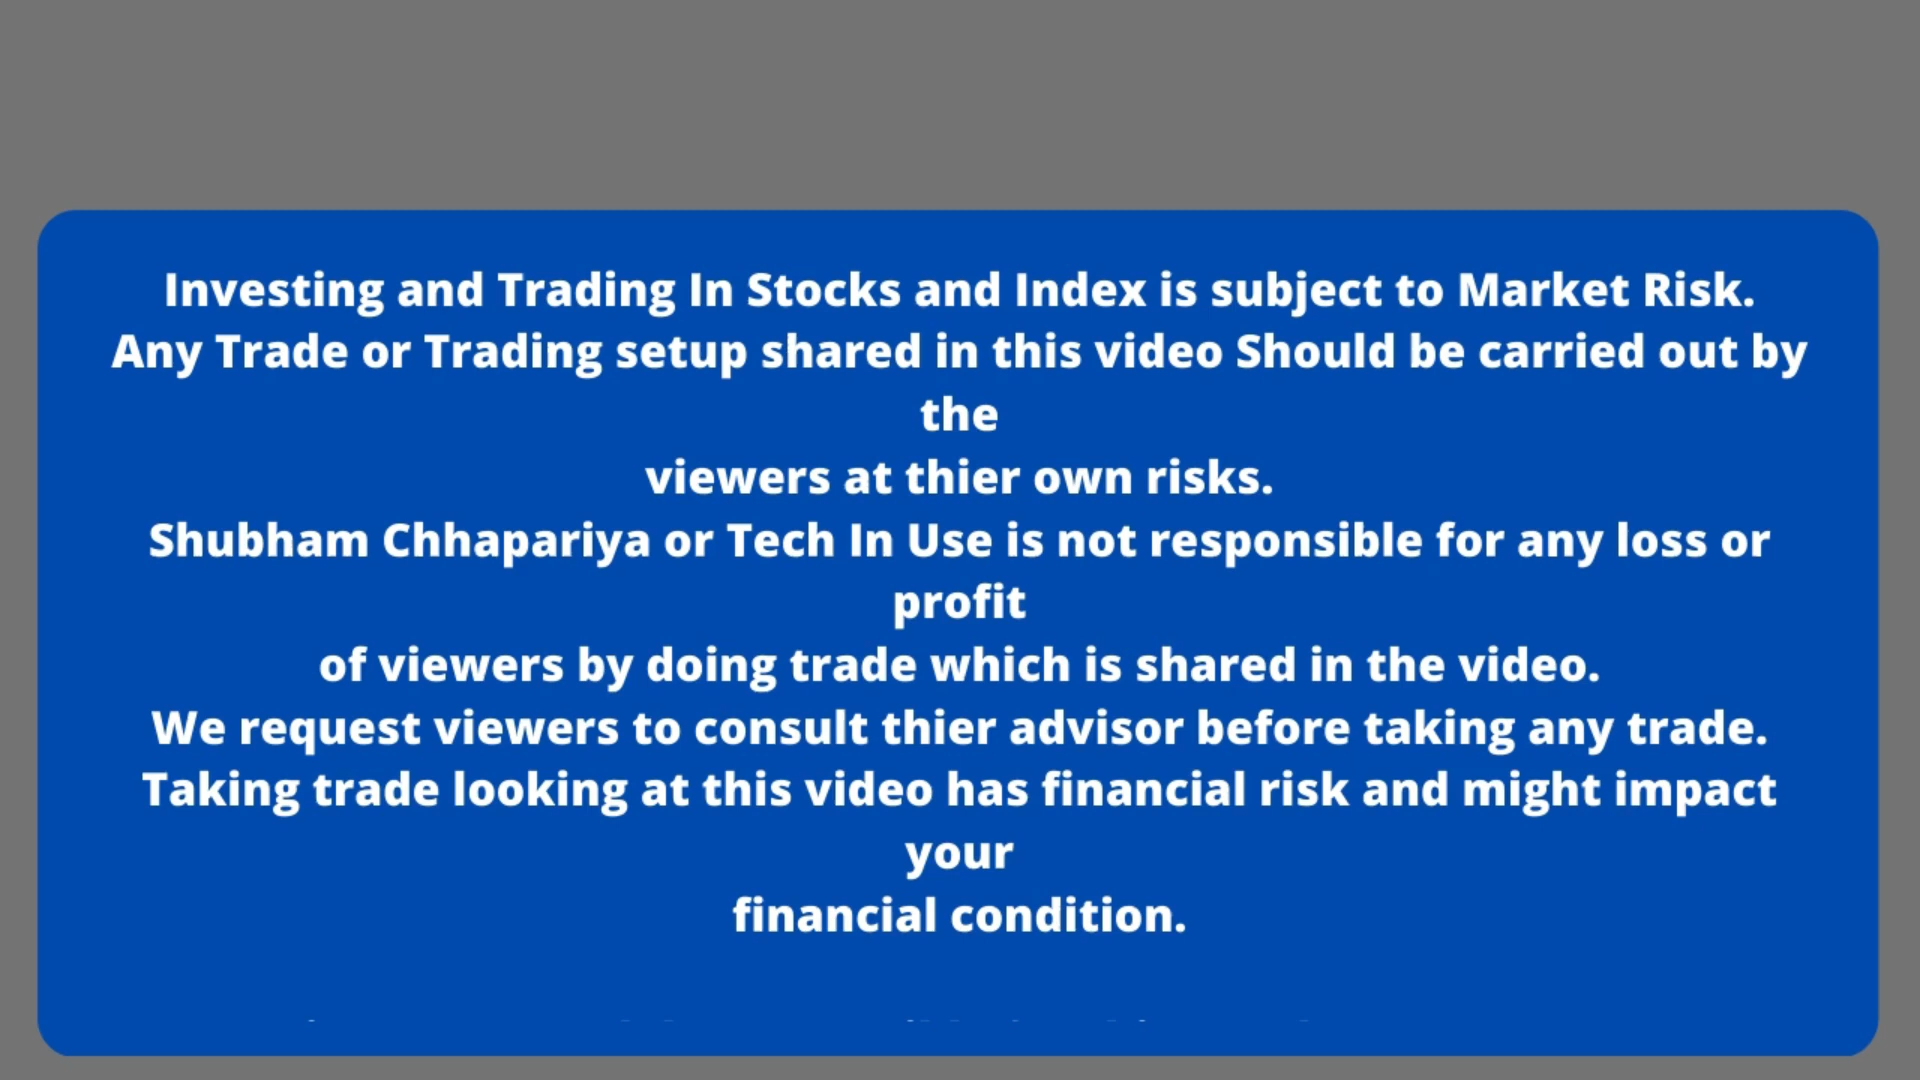 Investing and Trading In Stocks and Index is subject to Market Risk.
Any Trade or Trading setup shared in this video Should be carried out by
the
viewers at thier own risks.
Shubham Chhapariya or Tech In Use is not responsible for any loss or
profit
of viewers by doing trade which is shared in the video.
We request viewers to consult thier advisor before taking any trade.
Taking trade looking at this video has financial risk and might impact
your
financial condition.